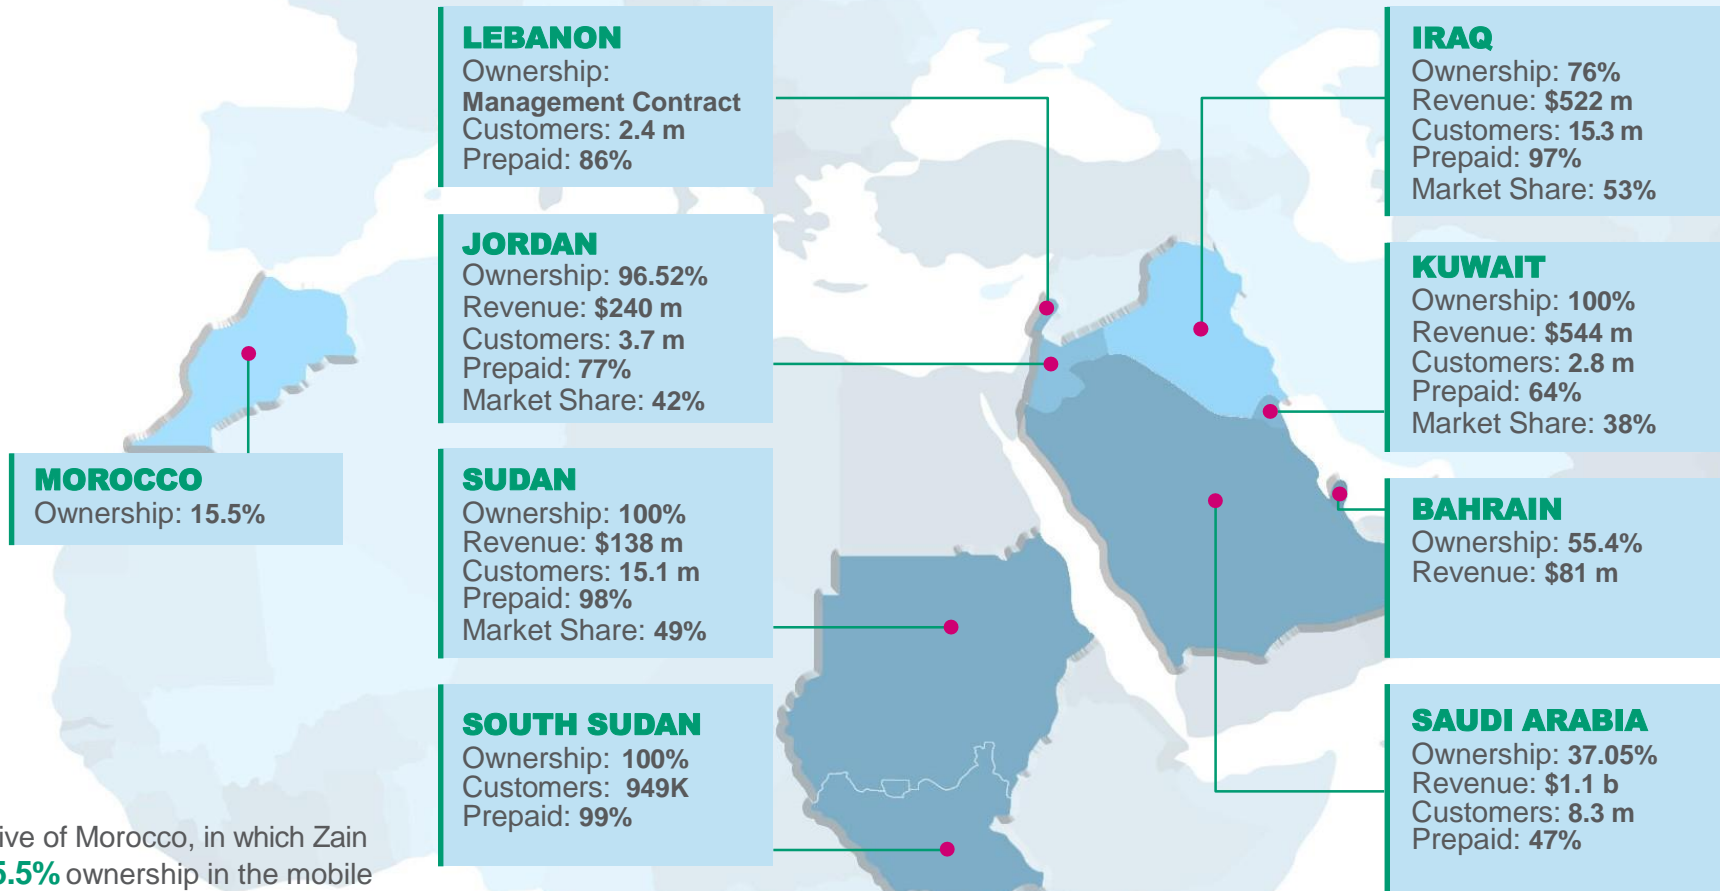 LEBANON
Ownership:
Management Contract
Customers: 2.4 m
Prepaid: 86%
JORDAN
Ownership: 96.52%
Revenue: $240 m
Customers: 3.7 m
Prepaid: 77%
Market Share: 42%
MOROCCO
Ownership: 15.5%
SUDAN
Ownership: 100%
Revenue: $138 m
Customers: 15.1 m
Prepaid: 98%
Market Share: 49%
SOUTH SUDAN
Ownership: 100%
Customers: 949K
Prepaid: 99%
IRAQ
Ownership: 76%
Revenue: $522 m
Customers: 15.3 m
Prepaid: 97%
Market Share: 53%
KUWAIT
Ownership: 100%
Revenue: $544 m
Customers: 2.8 m
Prepaid: 64%
Market Share: 38%
BAHRAIN
Ownership: 55.4%
Revenue: $81 m
SAUDI ARABIA
Ownership: 37.05%
Revenue: $1.1 b
Customers: 8.3 m
Prepaid: 47%
of Morocco, in which Zain
ownership in the mobile